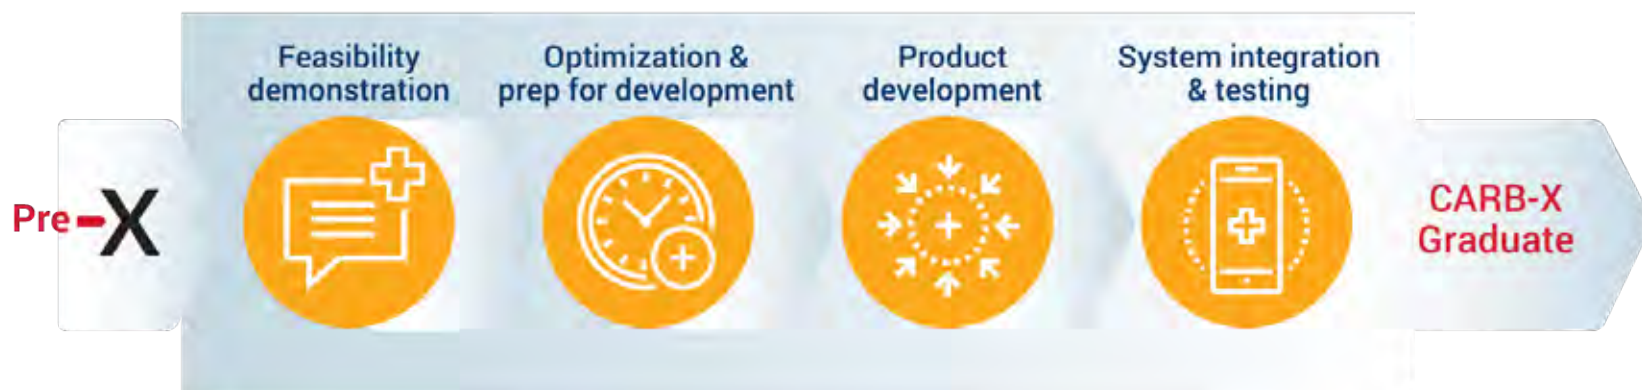 Feasibility
demonstration
Optimization &
prep for development
Product
development
System integration
& testing
Pre-X
CARB-X
Graduate